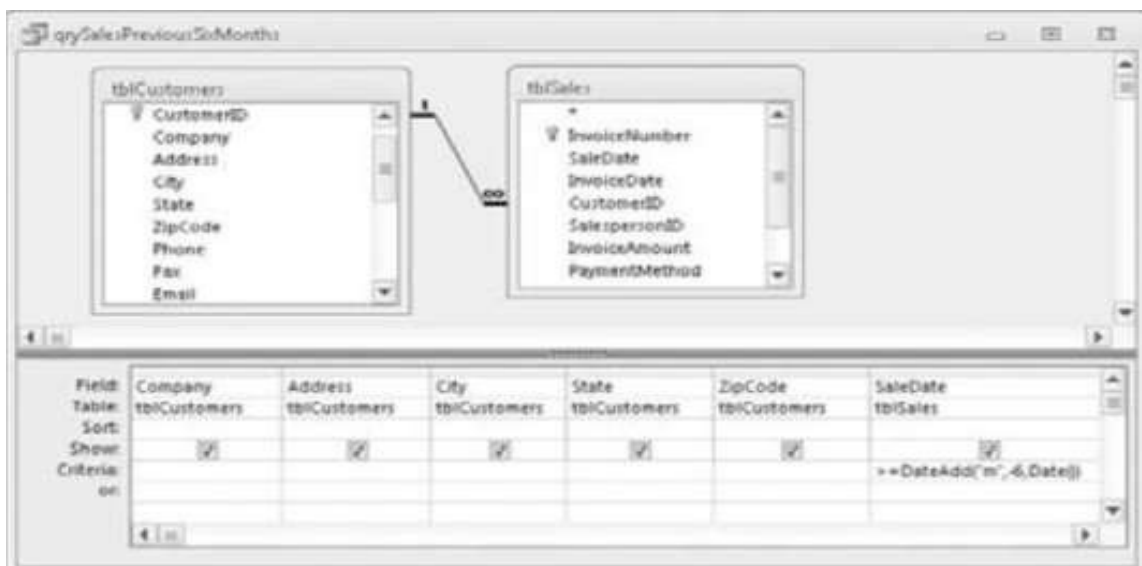 qrySalesPreviousSixMonths
tblCustomers
CustomerID
Company
Address
City
State
ZipCode
Phone
Fax
Email
1
∞
tblSales
*
InvoiceNumber
SaleDate
InvoiceDate
CustomerID
SalespersonID
InvoiceAmount
PaymentMethod
Field: Company Address City State ZipCode SaleDate
Table: tblCustomers tblCustomers tblCustomers tblCustomers tblCustomers tblSales
Sort:
Show:
Criteria: >=DateAdd("m",-6,Date())
or: